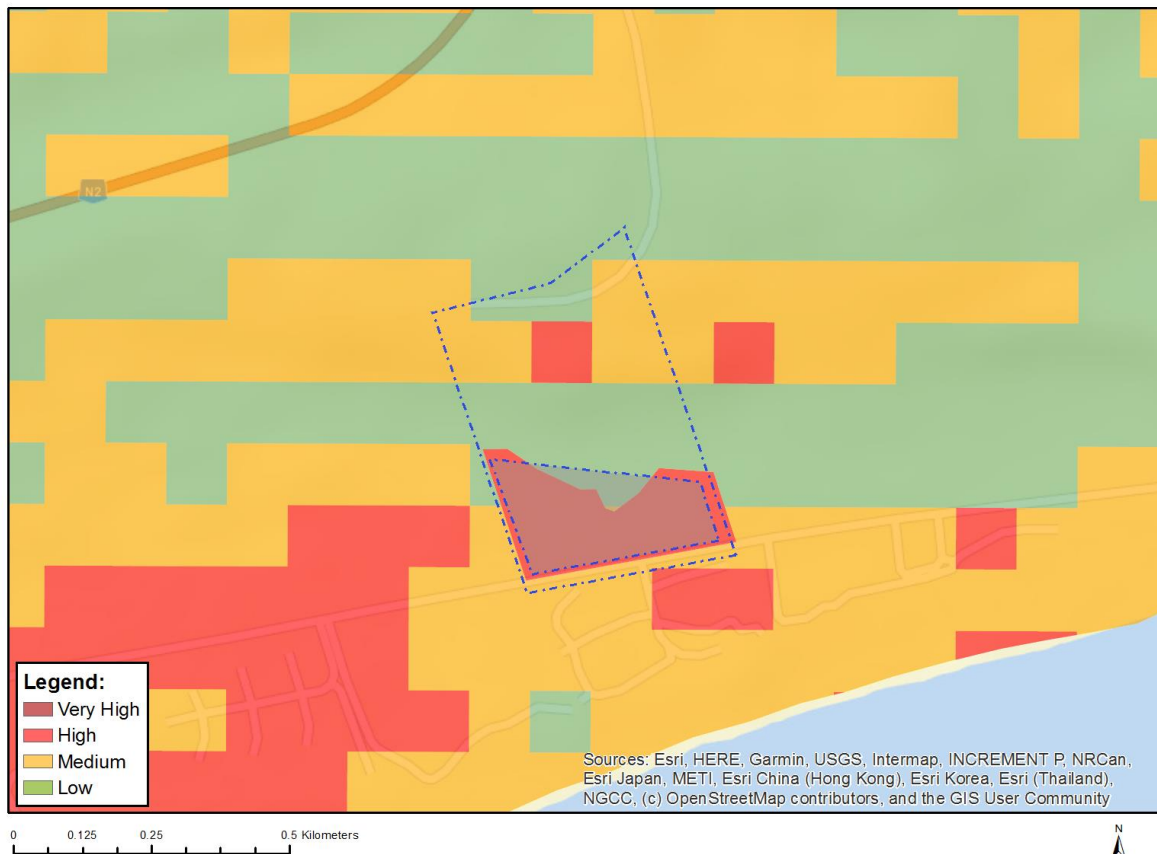 N2
Legend:
Very High
High
Medium
Low
Sources: Esri, HERE, Garmin, USGS, Intermap, INCREMENT P, NRCan,
Esri Japan, METI, Esri China (Hong Kong), Esri Korea, Esri (Thailand),
NGCC, (c) OpenStreetMap contributors, and the GIS User Community
0 0.125 0.25 0.5 Kilometers
N